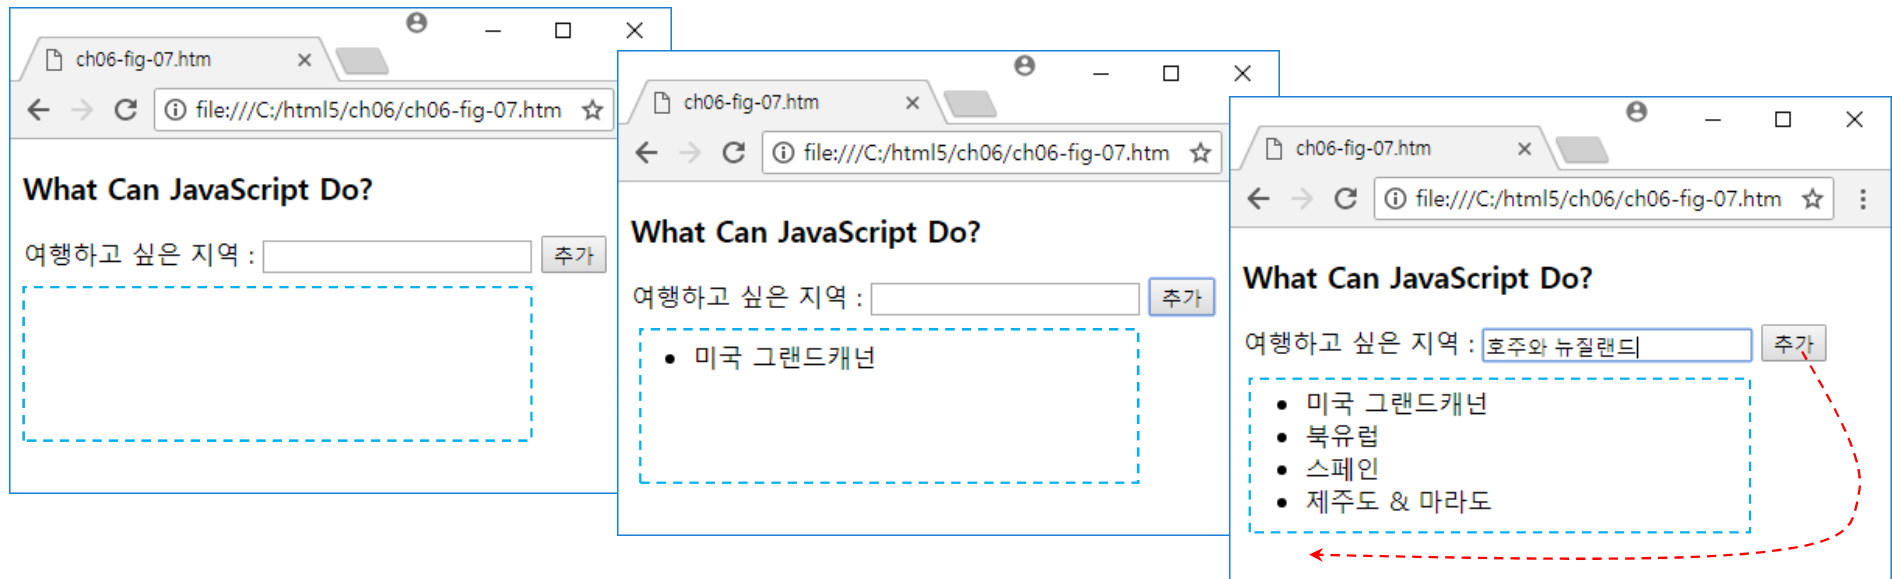 ch06-fig-07.htm
file:///C:/html5/ch06/ch06-fig-07.htm
What Can JavaScript Do?
여행하고 싶은 지역 : 추가
ch06-fig-07.htm
file:///C:/html5/ch06/ch06-fig-07.htm
What Can JavaScript Do?
여행하고 싶은 지역 : 추가
• 미국 그랜드캐넌
ch06-fig-07.htm
file:///C:/html5/ch06/ch06-fig-07.htm
What Can JavaScript Do?
여행하고 싶은 지역 : 호주와 뉴질랜드 추가
• 미국 그랜드캐넌
• 북유럽
• 스페인
• 제주도 & 마라도